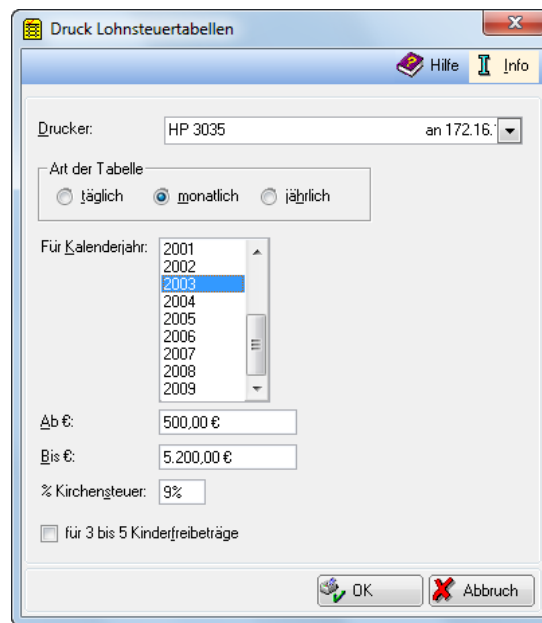 Druck Lohnsteuertabellen
Hilfe Info
Drucker: HP 3035 an 172.16.
Art der Tabelle
täglich monatlich jährlich
Für Kalenderjahr: 2001
2002
2003
2004
2005
2006
2007
2008
2009
Ab €: 500,00 €
Bis €: 5.200,00 €
% Kirchensteuer: 9%
für 3 bis 5 Kinderfreibeträge
OK Abbruch